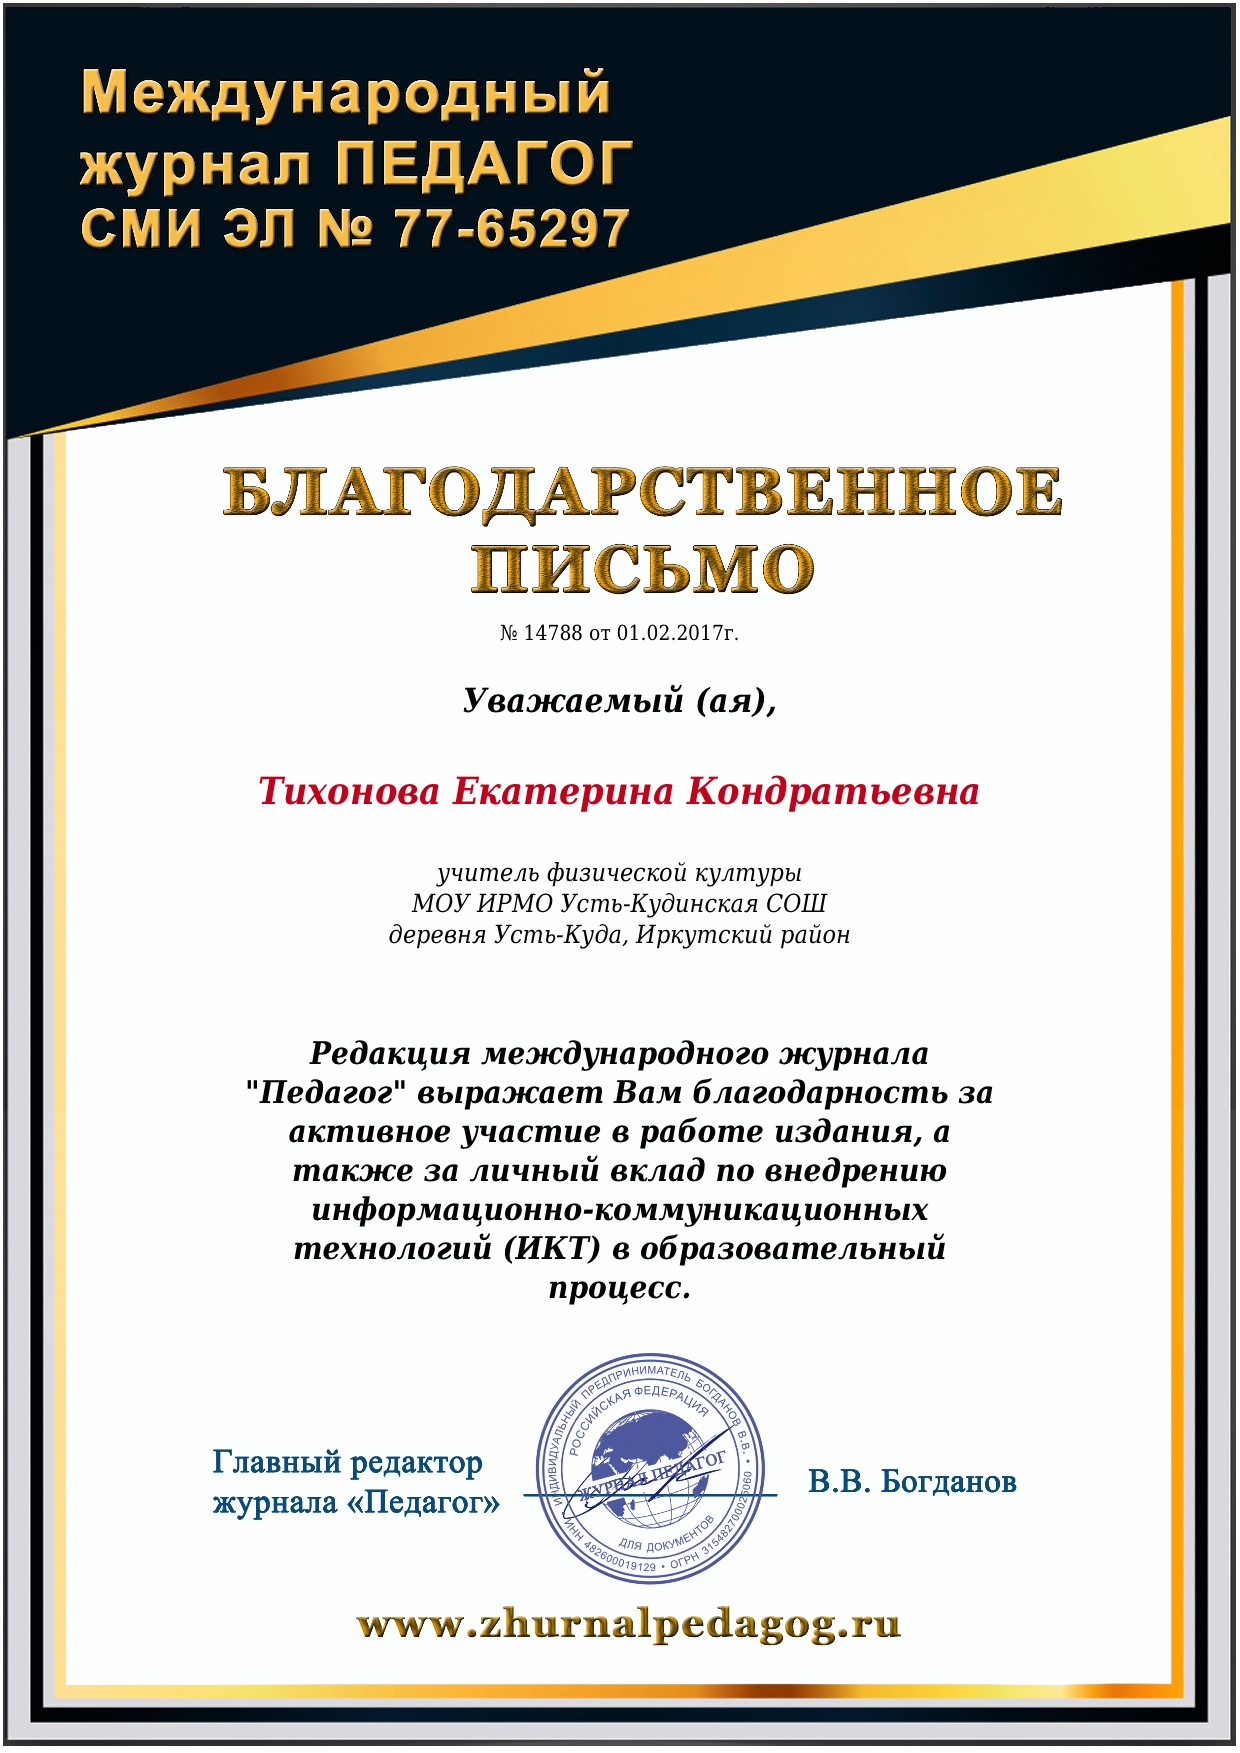 Международный
журнал ПЕДАГОГ
СМИ ЭЛ № 77-65297
БЛАГОДАРСТВЕННОЕ
ПИСЬМО
№ 14788 от 01.02.2017г.
Уважаемый (ая),
Тихонова Екатерина Кондратьевна
учитель физической културы
МОУ ИРМО Усть-Кудинская СОШ
деревня Усть-Куда, Иркутский район
Редакция международного журнала
"Педагог" выражает Вам благодарность за
активное участие в работе издания, а
также за личный вклад по внедрению
информационно-коммуникационных
технологий (ИКТ) в образовательный
процесс.
Главный редактор
журнала «Педагог»
ИНДИВИДУАЛЬНЫЙ ПРЕДПРИНИМАТЕЛЬ БОГДАНОВ В.В. •
РОССИЙСКАЯ ФЕДЕРАЦИЯ
ЖУРНАЛ ПЕДАГОГ
ДЛЯ ДОКУМЕНТОВ
ИНН 482600019129 • ОГРН 315482700026060
В.В. Богданов
www.zhurnalpedagog.ru